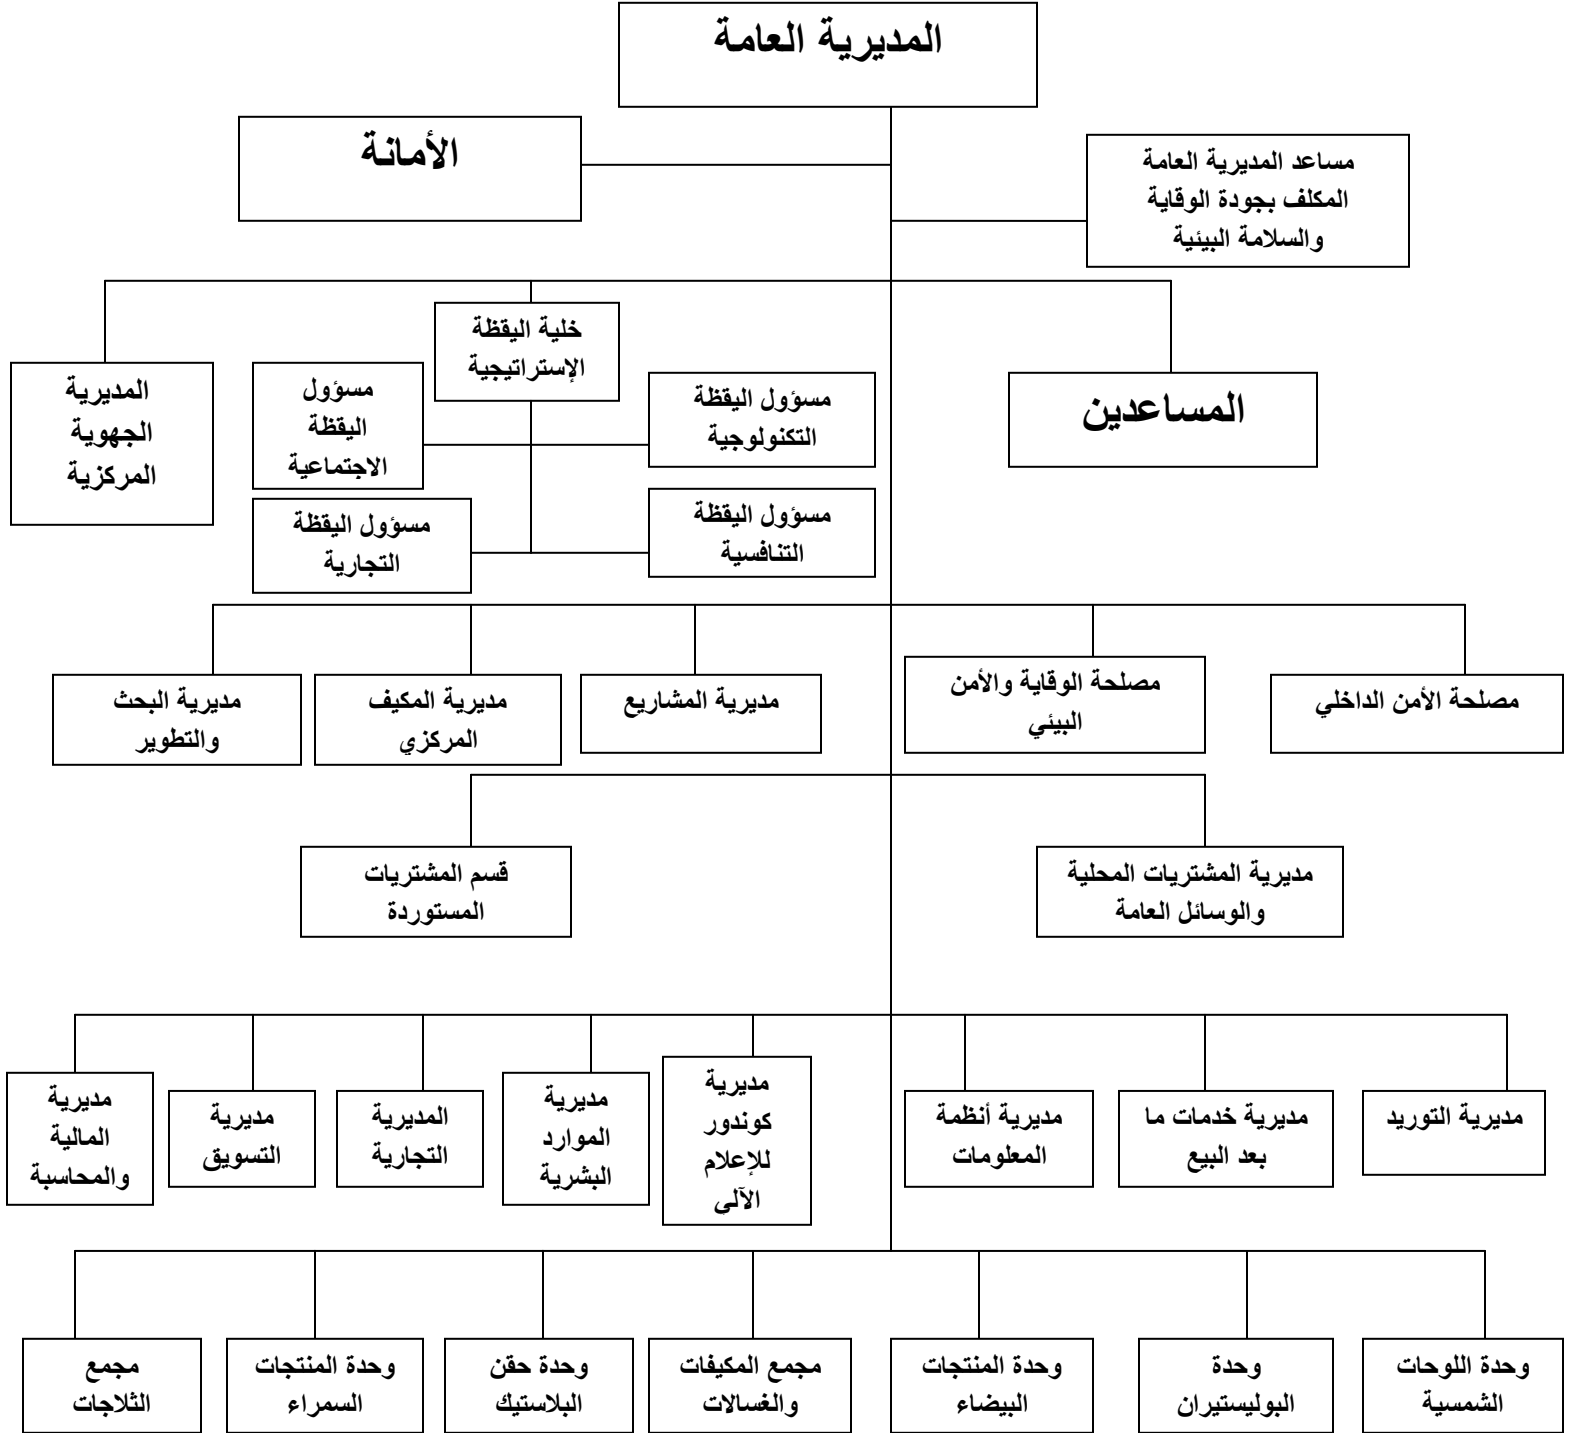 المديرية العامة
الأمانة
مساعد المديرية العامة
المكلف بجودة الوقاية
والسلامة البيئية
خلية اليقظة
الإستراتيجية
المساعدين
المديرية
الجهوية
المركزية
مسؤول اليقظة
التكنولوجية
مسؤول
اليقظة
الاجتماعية
مسؤول اليقظة
التنافسية
مسؤول اليقظة
التجارية
مصلحة الأمن الداخلي
مصلحة الوقاية والأمن
البيئي
مديرية المشاريع
مديرية المكيف
المركزي
مديرية البحث
والتطوير
مديرية المشتريات المحلية
والوسائل العامة
قسم المشتريات
المستوردة
مديرية التوريد
مديرية خدمات ما
بعد البيع
مديرية أنظمة
المعلومات
مديرية
كوندور
للإعلام
الآلى
مديرية
الموارد
البشرية
المديرية
التجارية
مديرية
التسويق
مديرية
المالية
والمحاسبة
وحدة اللوحات
الشمسية
وحدة
البوليستيران
وحدة المنتجات
البيضاء
مجمع المكيفات
والغسالات
وحدة حقن
البلاستيك
وحدة المنتجات
السمراء
مجمع
الثلاجات